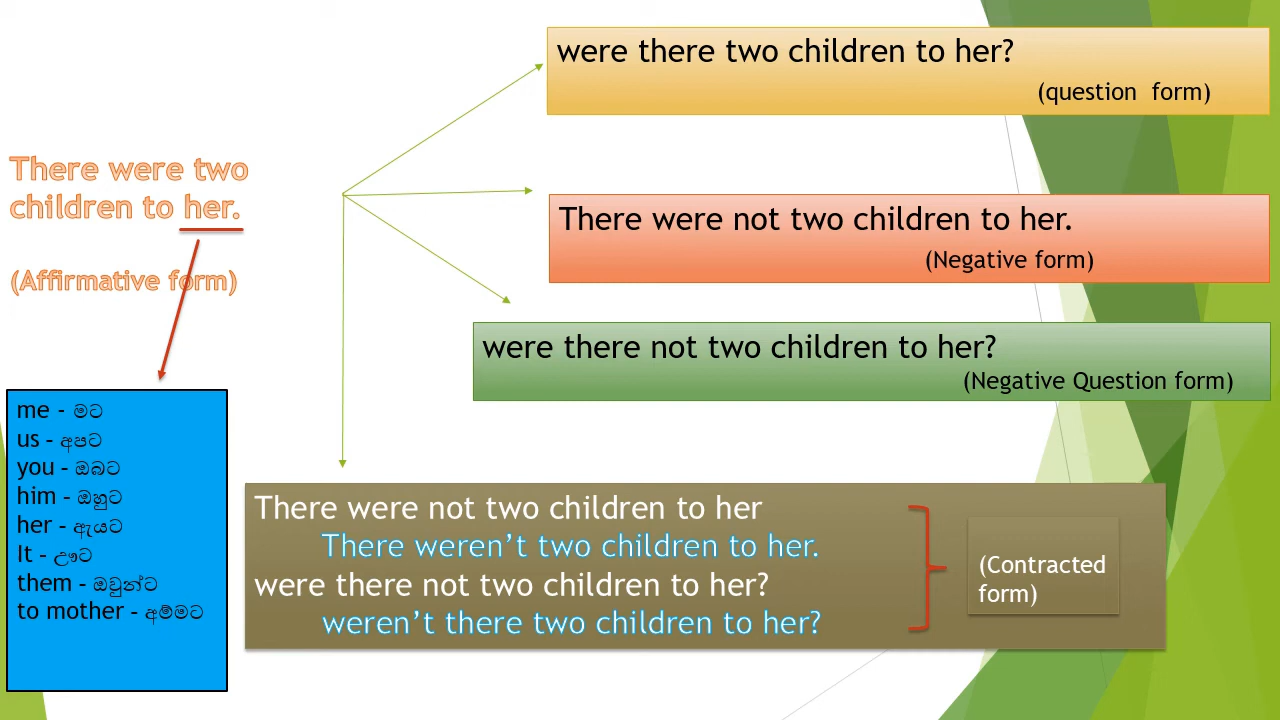 There were two
children to her.
(Affirmative form)
were there two children to her?
(question form)
There were not two children to her.
(Negative form)
were there not two children to her?
(Negative Question form)
me - මට
us - අපට
you - ඔබට
him - ඔහුට
her - ඇයට
It - ඌට
them - ඔවුන්ට
to mother - අම්මට
There were not two children to her
There weren’t two children to her.
were there not two children to her?
weren’t there two children to her?
(Contracted
form)